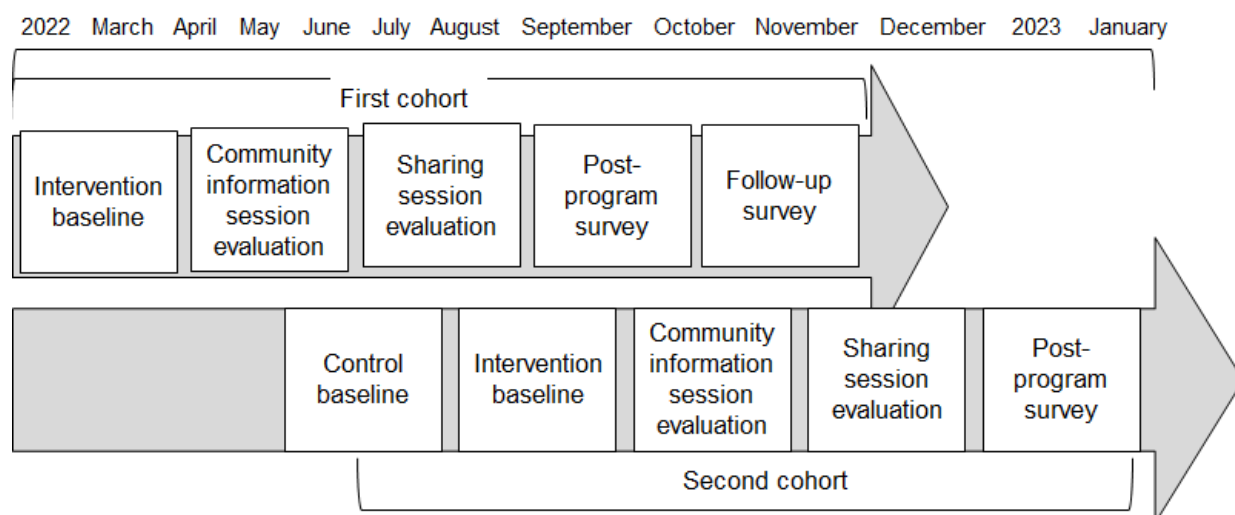 2022 March April May June July August September October November December 2023 January
First cohort
Intervention
baseline
Community
information
session
evaluation
Sharing
session
evaluation
Post-
program
survey
Follow-up
survey
Control
baseline
Intervention
baseline
Community
information
session
evaluation
Sharing
session
evaluation
Post-
program
survey
Second cohort